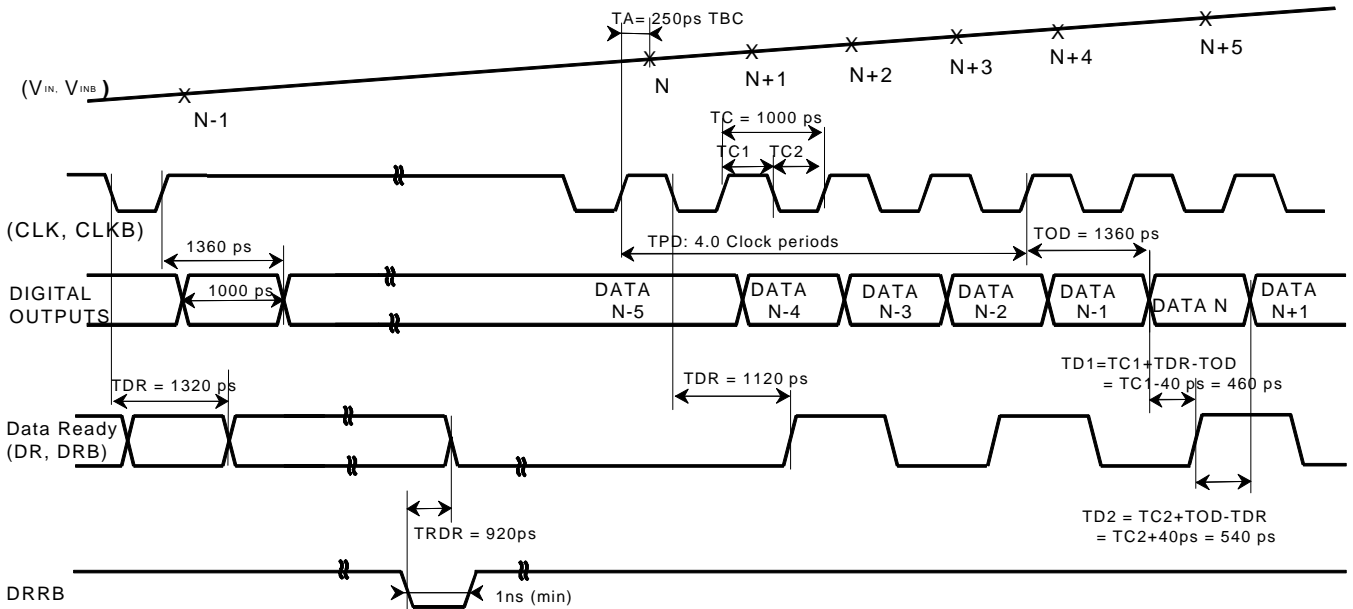 TA= 250ps TBC
(VIN, VINB)
N-1
N
N+1
N+2
N+3
N+4
N+5
TC = 1000 ps
TC1
TC2
(CLK, CLKB)
1360 ps
TPD: 4.0 Clock periods
TOD = 1360 ps
DIGITAL
OUTPUTS
1000 ps
DATA
N-5
DATA
N-4
DATA
N-3
DATA
N-2
DATA
N-1
DATA N
DATA
N+1
TDR = 1320 ps
TDR = 1120 ps
TD1=TC1+TDR-TOD
= TC1-40 ps = 460 ps
Data Ready
(DR, DRB)
TRDR = 920ps
TD2 = TC2+TOD-TDR
= TC2+40ps = 540 ps
DRRB
1ns (min)